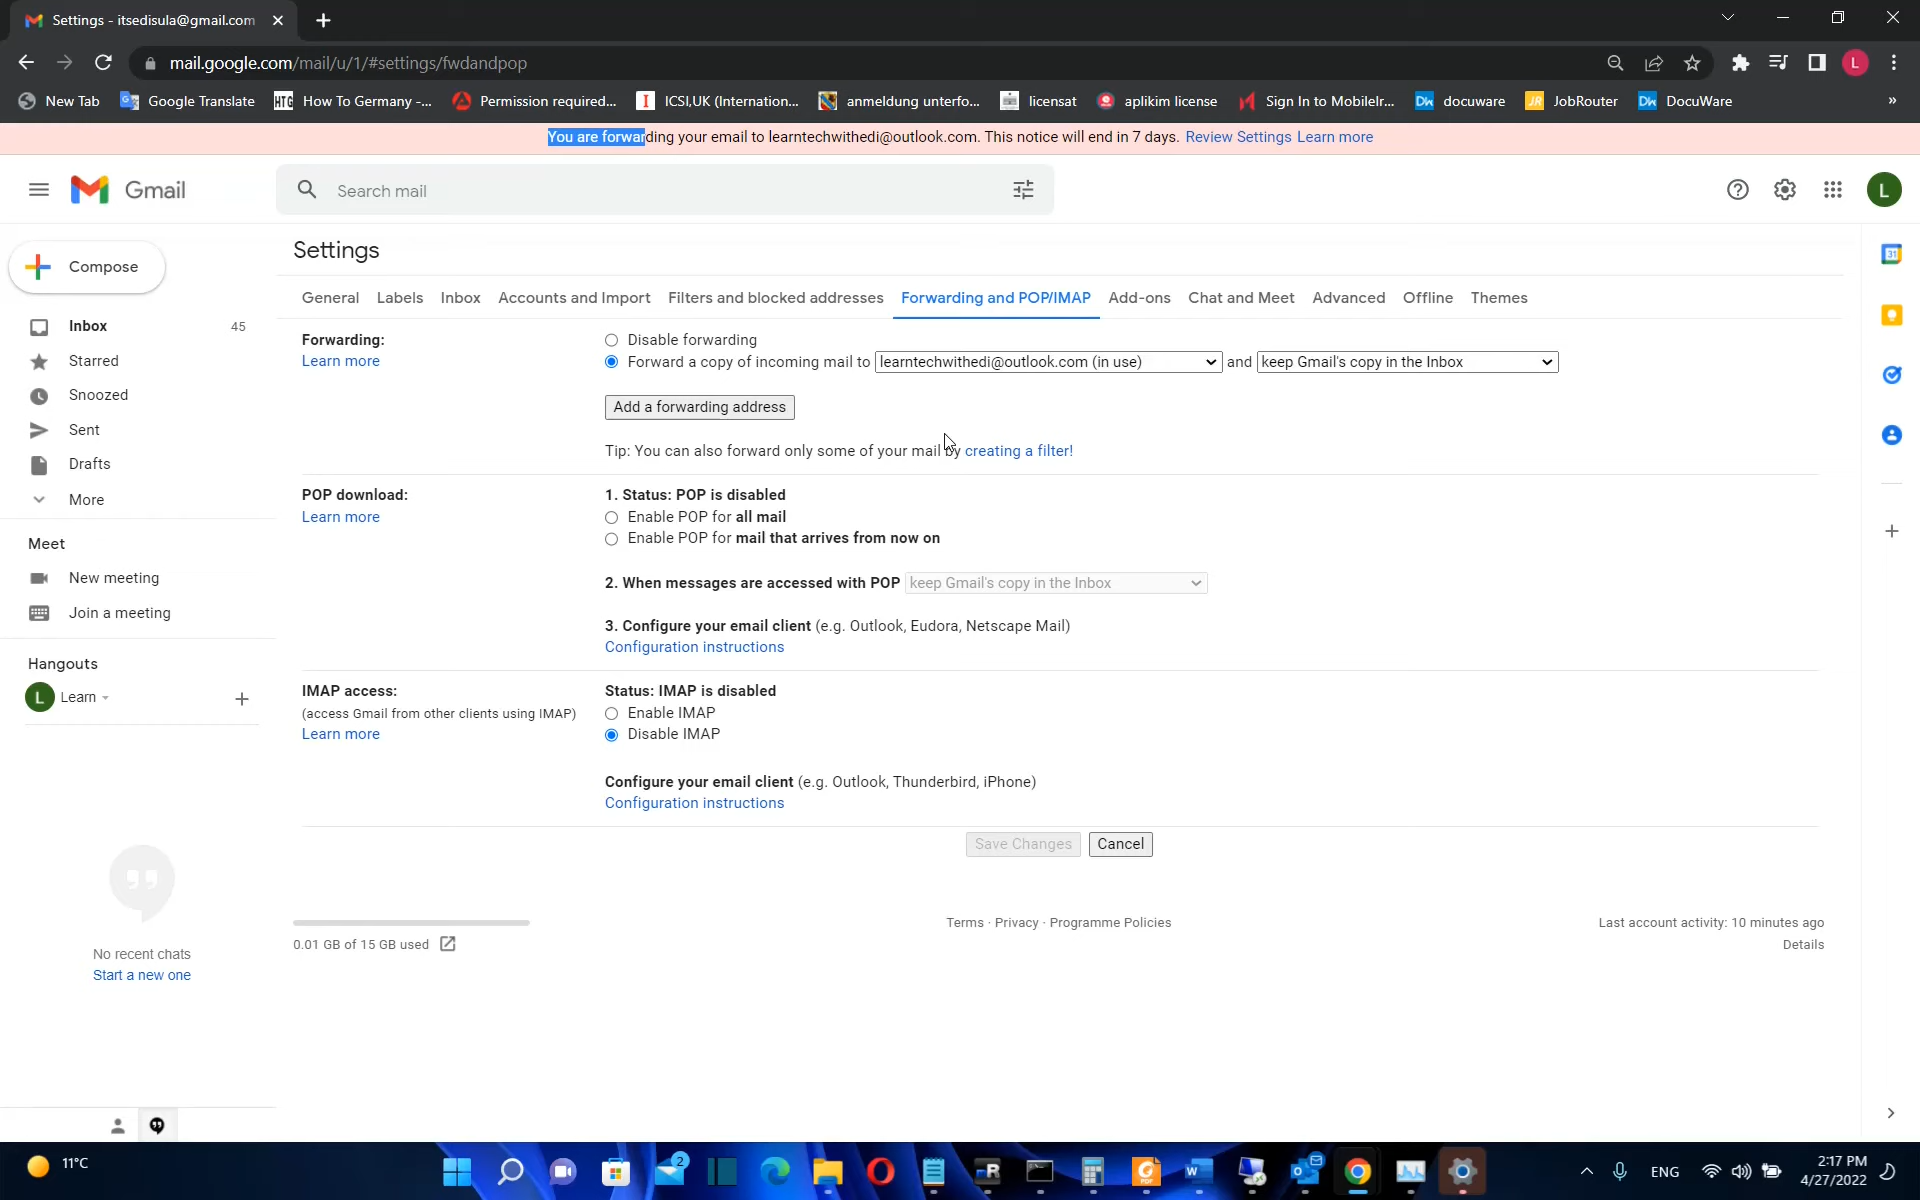 Settings - itsedisula@gmail.com
mail.google.com/mail/u/1/#settings/fwdandpop
L
New Tab
Google Translate
HTG How To Germany -...
Permission required...
I ICSI,UK (Internation...
anmeldung unterfo...
licensat
aplikim license
Sign In to MobileIr...
DW docuware
JR JobRouter
DW DocuWare
»
You are forwarding your email to learntechwithedi@outlook.com. This notice will end in 7 days. Review Settings Learn more
Gmail
Search mail
L
Compose
Inbox 45
Starred
Snoozed
Sent
Drafts
More
Meet
New meeting
Join a meeting
Hangouts
L Learn
No recent chats
Start a new one
Settings
General Labels Inbox Accounts and Import Filters and blocked addresses Forwarding and POP/IMAP Add-ons Chat and Meet Advanced Offline Themes
Forwarding:
Learn more
Disable forwarding
Forward a copy of incoming mail to learntechwithedi@outlook.com (in use) and keep Gmail's copy in the Inbox
Add a forwarding address
Tip: You can also forward only some of your mail by creating a filter!
POP download:
Learn more
1. Status: POP is disabled
Enable POP for all mail
Enable POP for mail that arrives from now on
2. When messages are accessed with POP keep Gmail's copy in the Inbox
3. Configure your email client (e.g. Outlook, Eudora, Netscape Mail)
Configuration instructions
IMAP access:
(access Gmail from other clients using IMAP)
Learn more
Status: IMAP is disabled
Enable IMAP
Disable IMAP
Configure your email client (e.g. Outlook, Thunderbird, iPhone)
Configuration instructions
Save Changes Cancel
0.01 GB of 15 GB used
Terms · Privacy · Programme Policies
Last account activity: 10 minutes ago
Details
31
11°C
2
ENG
2:17 PM
4/27/2022